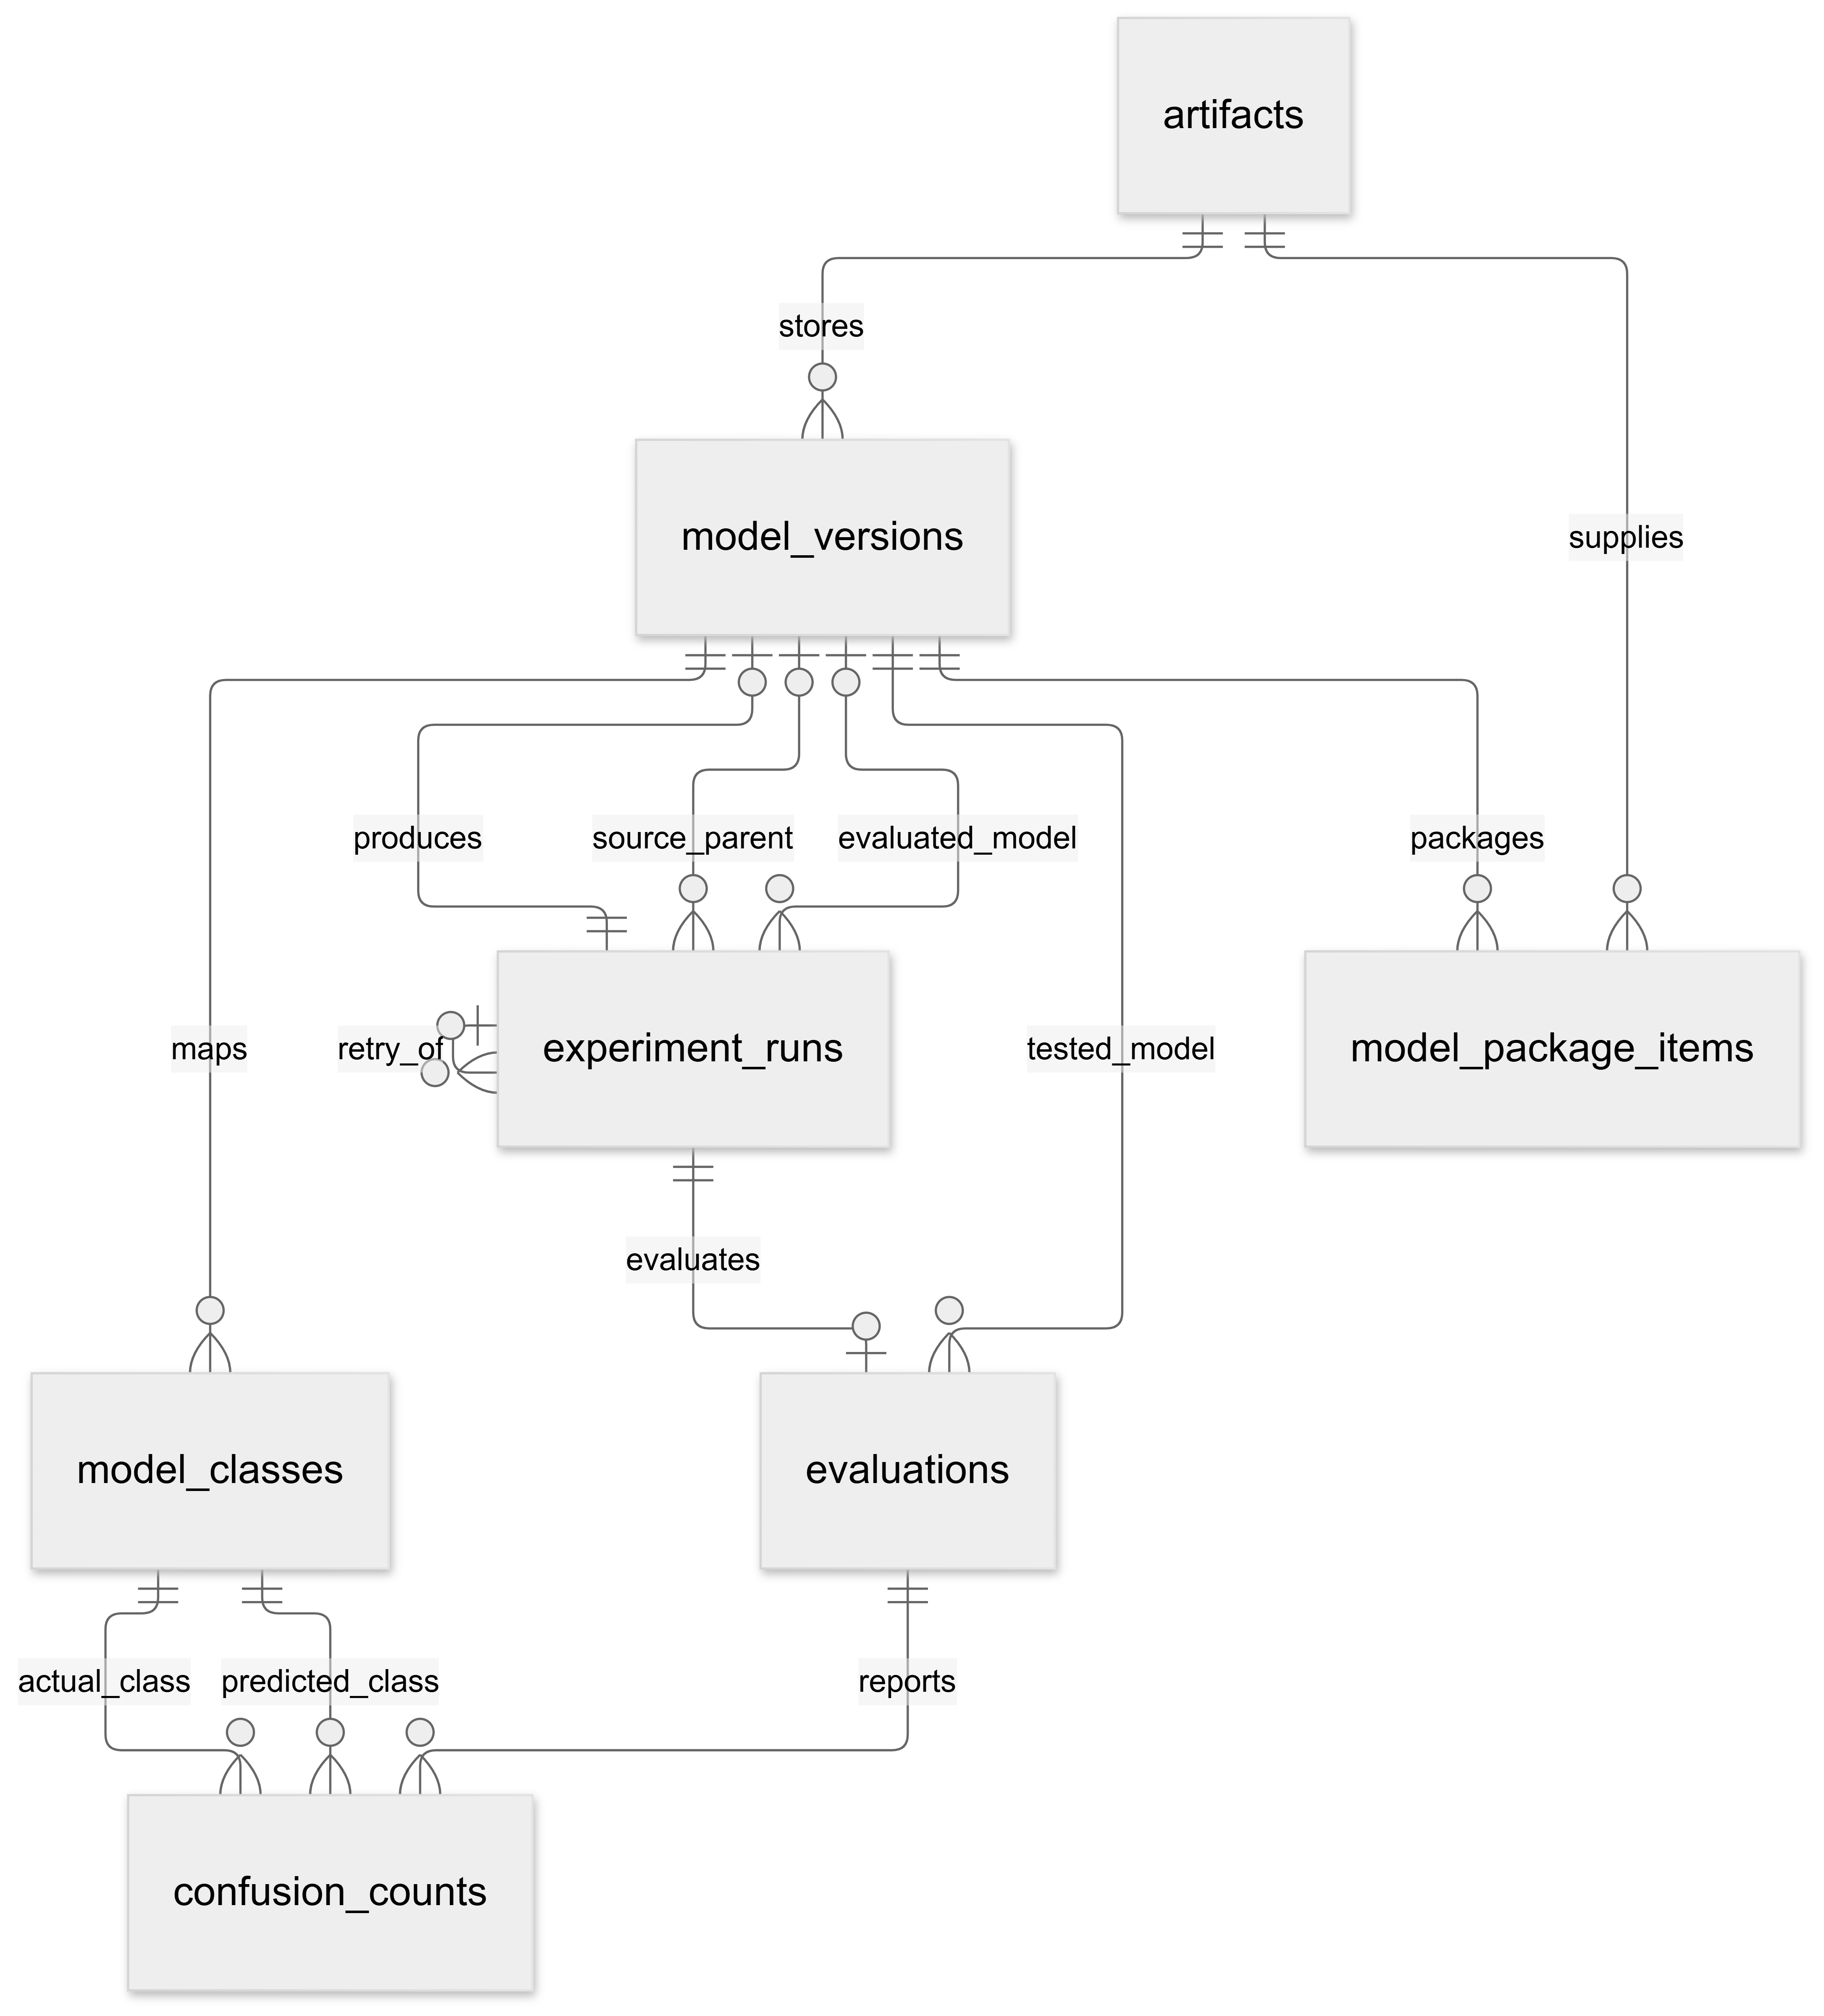 artifacts
stores
model_versions
supplies
produces
source_parent
evaluated_model
packages
maps
retry_of
experiment_runs
tested_model
model_package_items
evaluates
model_classes
evaluations
actual_class
predicted_class
reports
confusion_counts